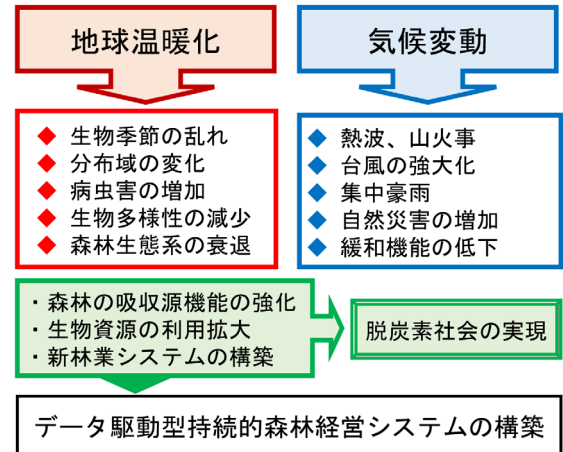 地球温暖化
気候変動
◆ 生物季節の乱れ
◆ 分布域の変化
◆ 病虫害の増加
◆ 生物多様性の減少
◆ 森林生態系の衰退
◆ 熱波、山火事
◆ 台風の強大化
◆ 集中豪雨
◆ 自然災害の増加
◆ 緩和機能の低下
・森林の吸収源機能の強化
・生物資源の利用拡大
・新林業システムの構築
脱炭素社会の実現
データ駆動型持続的森林経営システムの構築